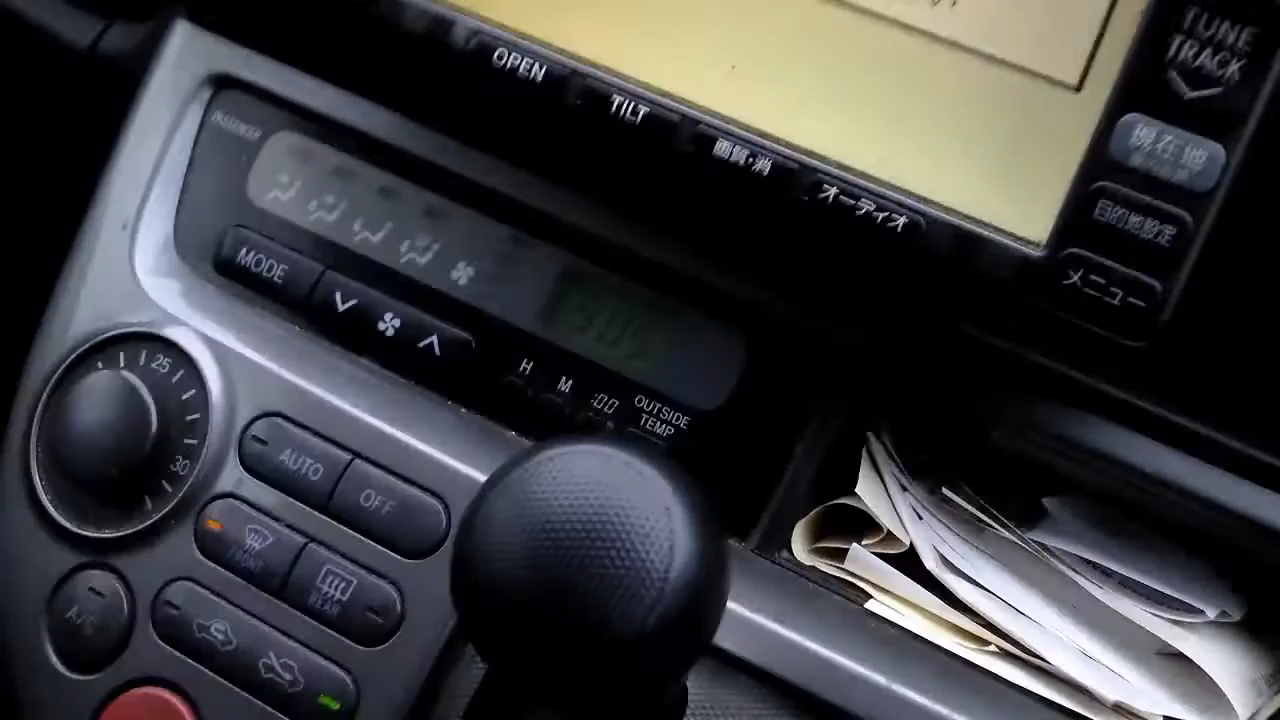 OPEN
TILT
画質・消
オーディオ
TUNE
TRACK
現在地
目的地設定
メニュー
PASSENGER
MODE
H
M
:00
OUTSIDE
TEMP
25
30
AUTO
OFF
FRONT
REAR
A/C